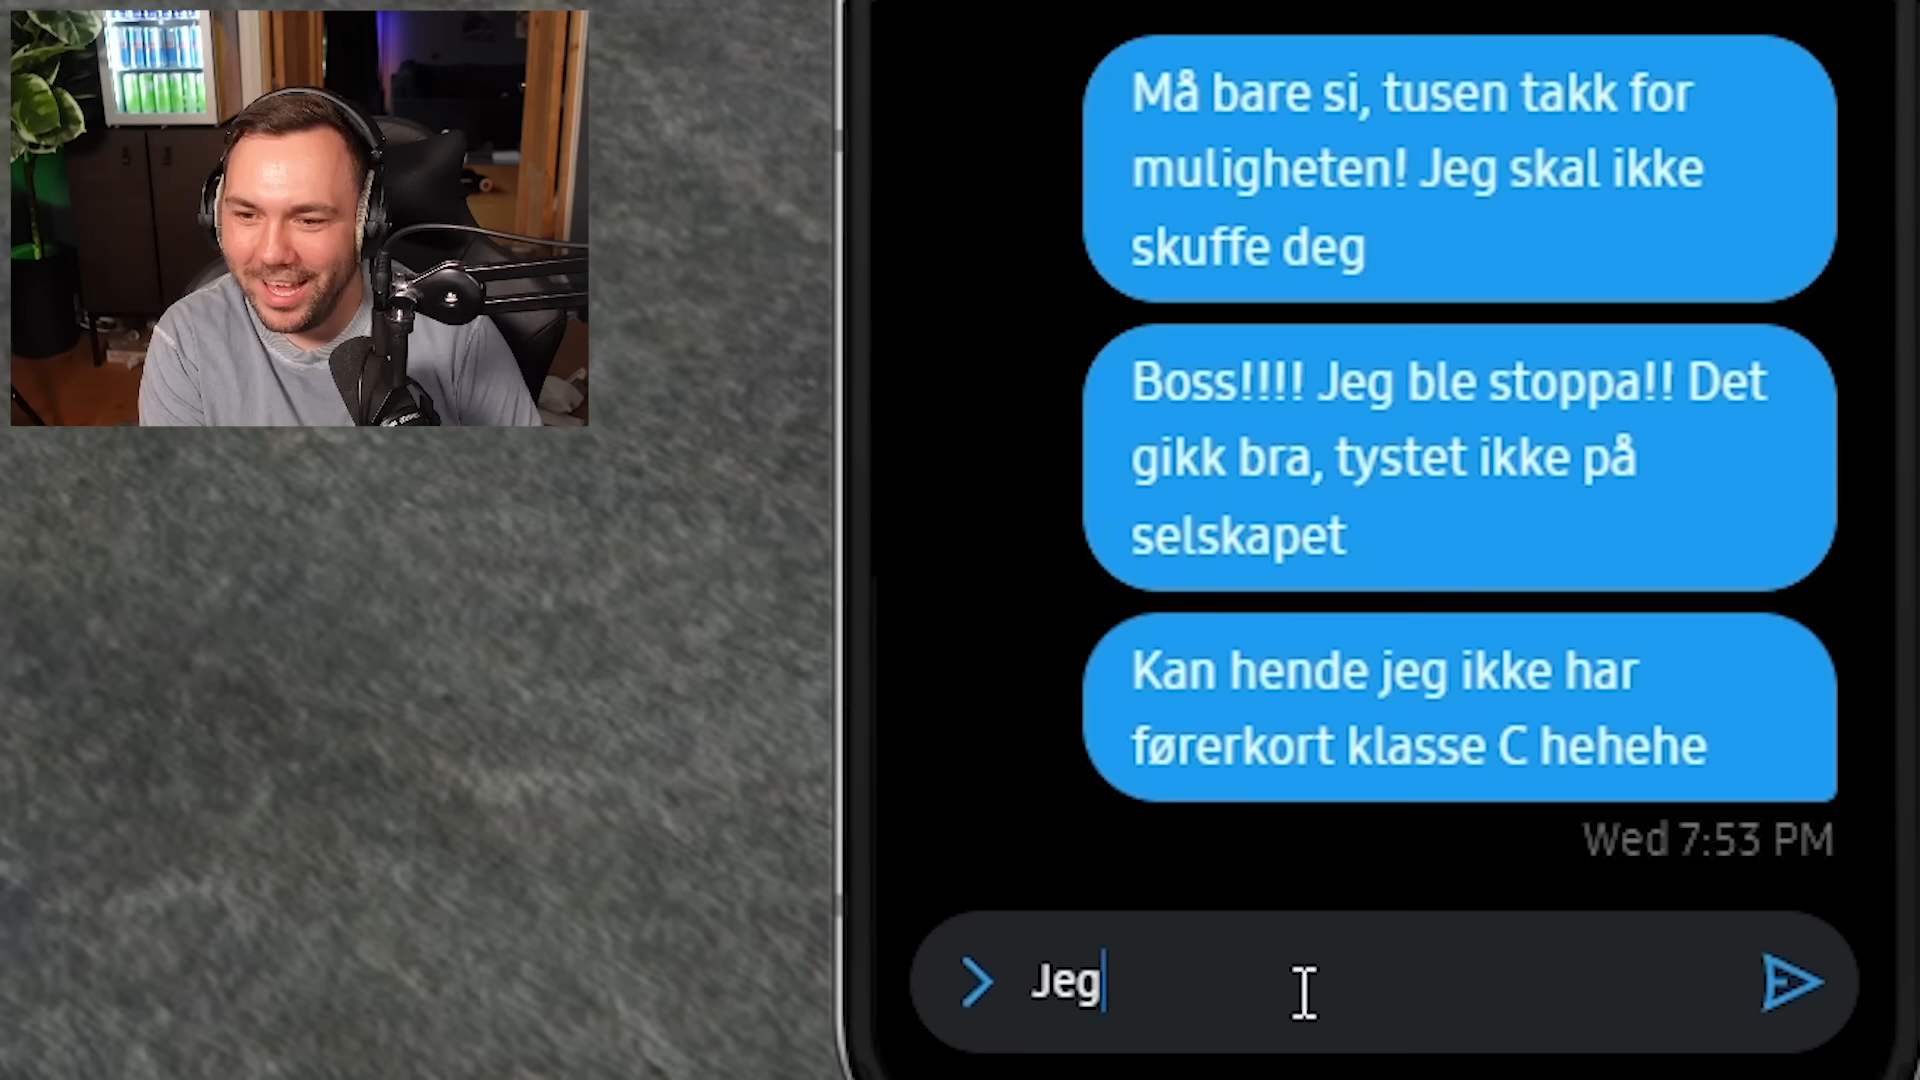 Må bare si, tusen takk for
muligheten! Jeg skal ikke
skuffe deg
Boss!!!! Jeg ble stoppa!! Det
gikk bra, tystet ikke på
selskapet
Kan hende jeg ikke har
førerkort klasse C hehehe
Wed 7:53 PM
Jeg